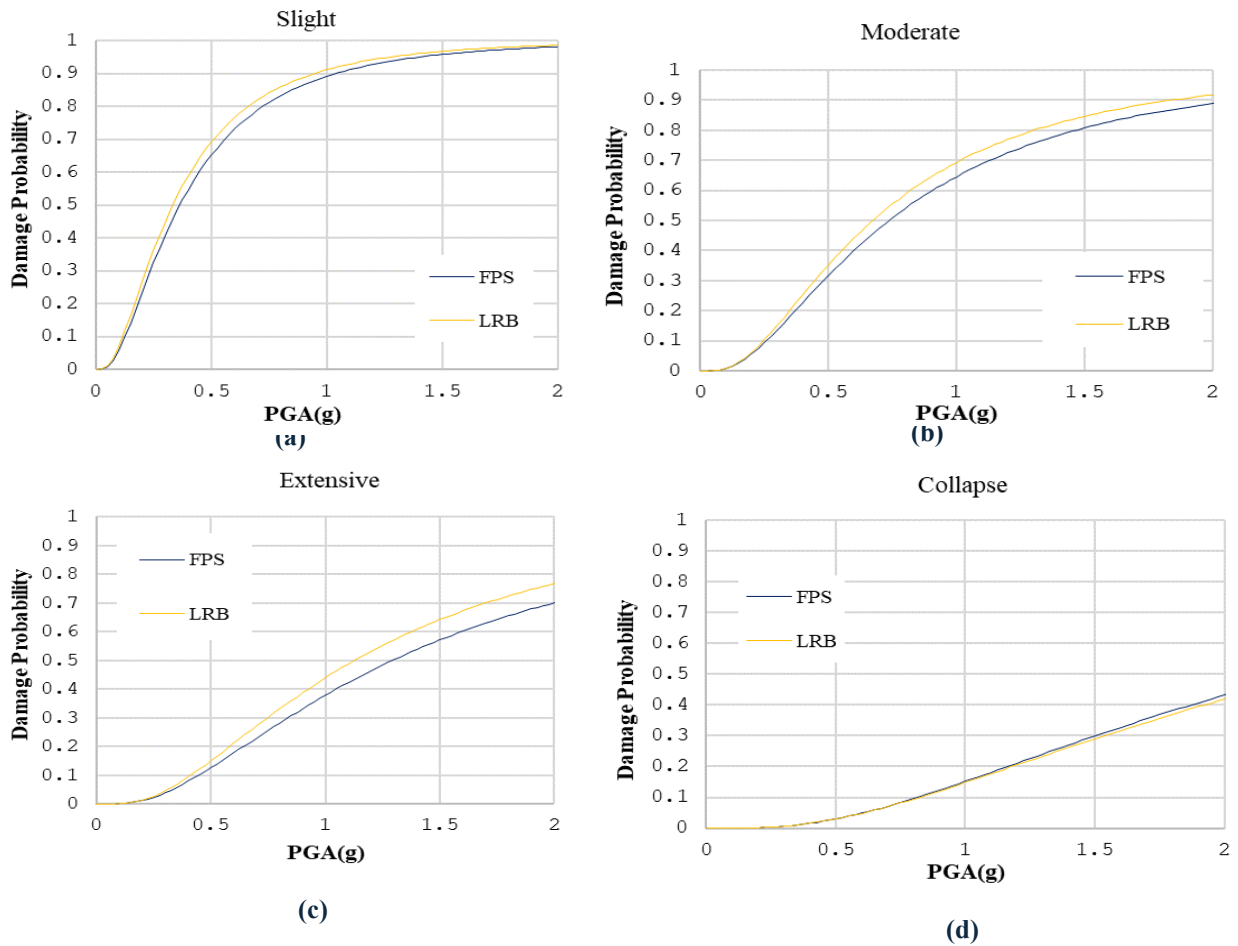 Slight
1
0.9
0.8
0.7
0.6
0.5
0.4
0.3
0.2
0.1
0
Damage Probability
FPS
LRB
0 0.5 1 1.5 2
PGA(g)
(a)
Moderate
1
0.9
0.8
0.7
0.6
0.5
0.4
0.3
0.2
0.1
0
Damage Probability
FPS
LRB
0 0.5 1 1.5 2
PGA(g)
(b)
Extensive
1
0.9
0.8
0.7
0.6
0.5
0.4
0.3
0.2
0.1
0
Damage Probability
FPS
LRB
0 0.5 1 1.5 2
PGA(g)
(c)
Collapse
1
0.9
0.8
0.7
0.6
0.5
0.4
0.3
0.2
0.1
0
Damage Probability
FPS
LRB
0 0.5 1 1.5 2
PGA(g)
(d)